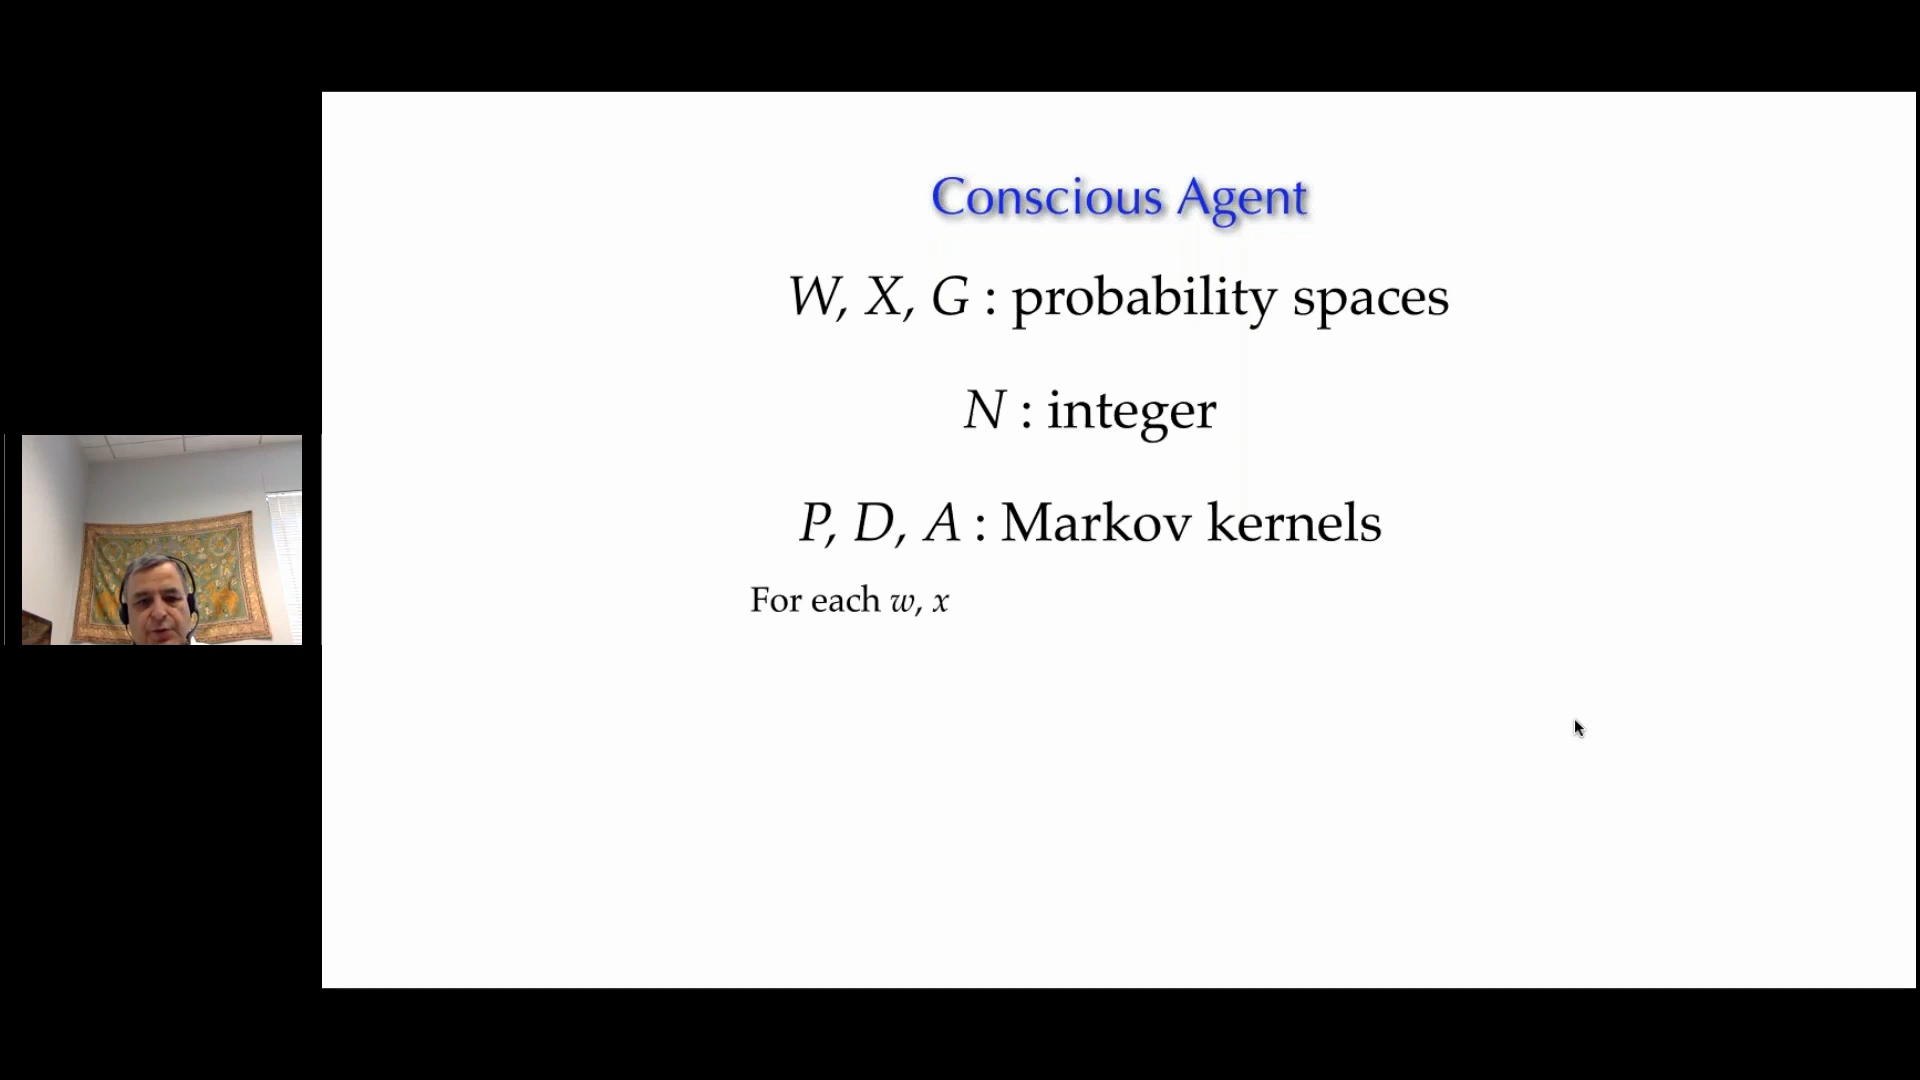 Conscious Agent
W, X, G : probability spaces
N : integer
P, D, A : Markov kernels
For each w, x